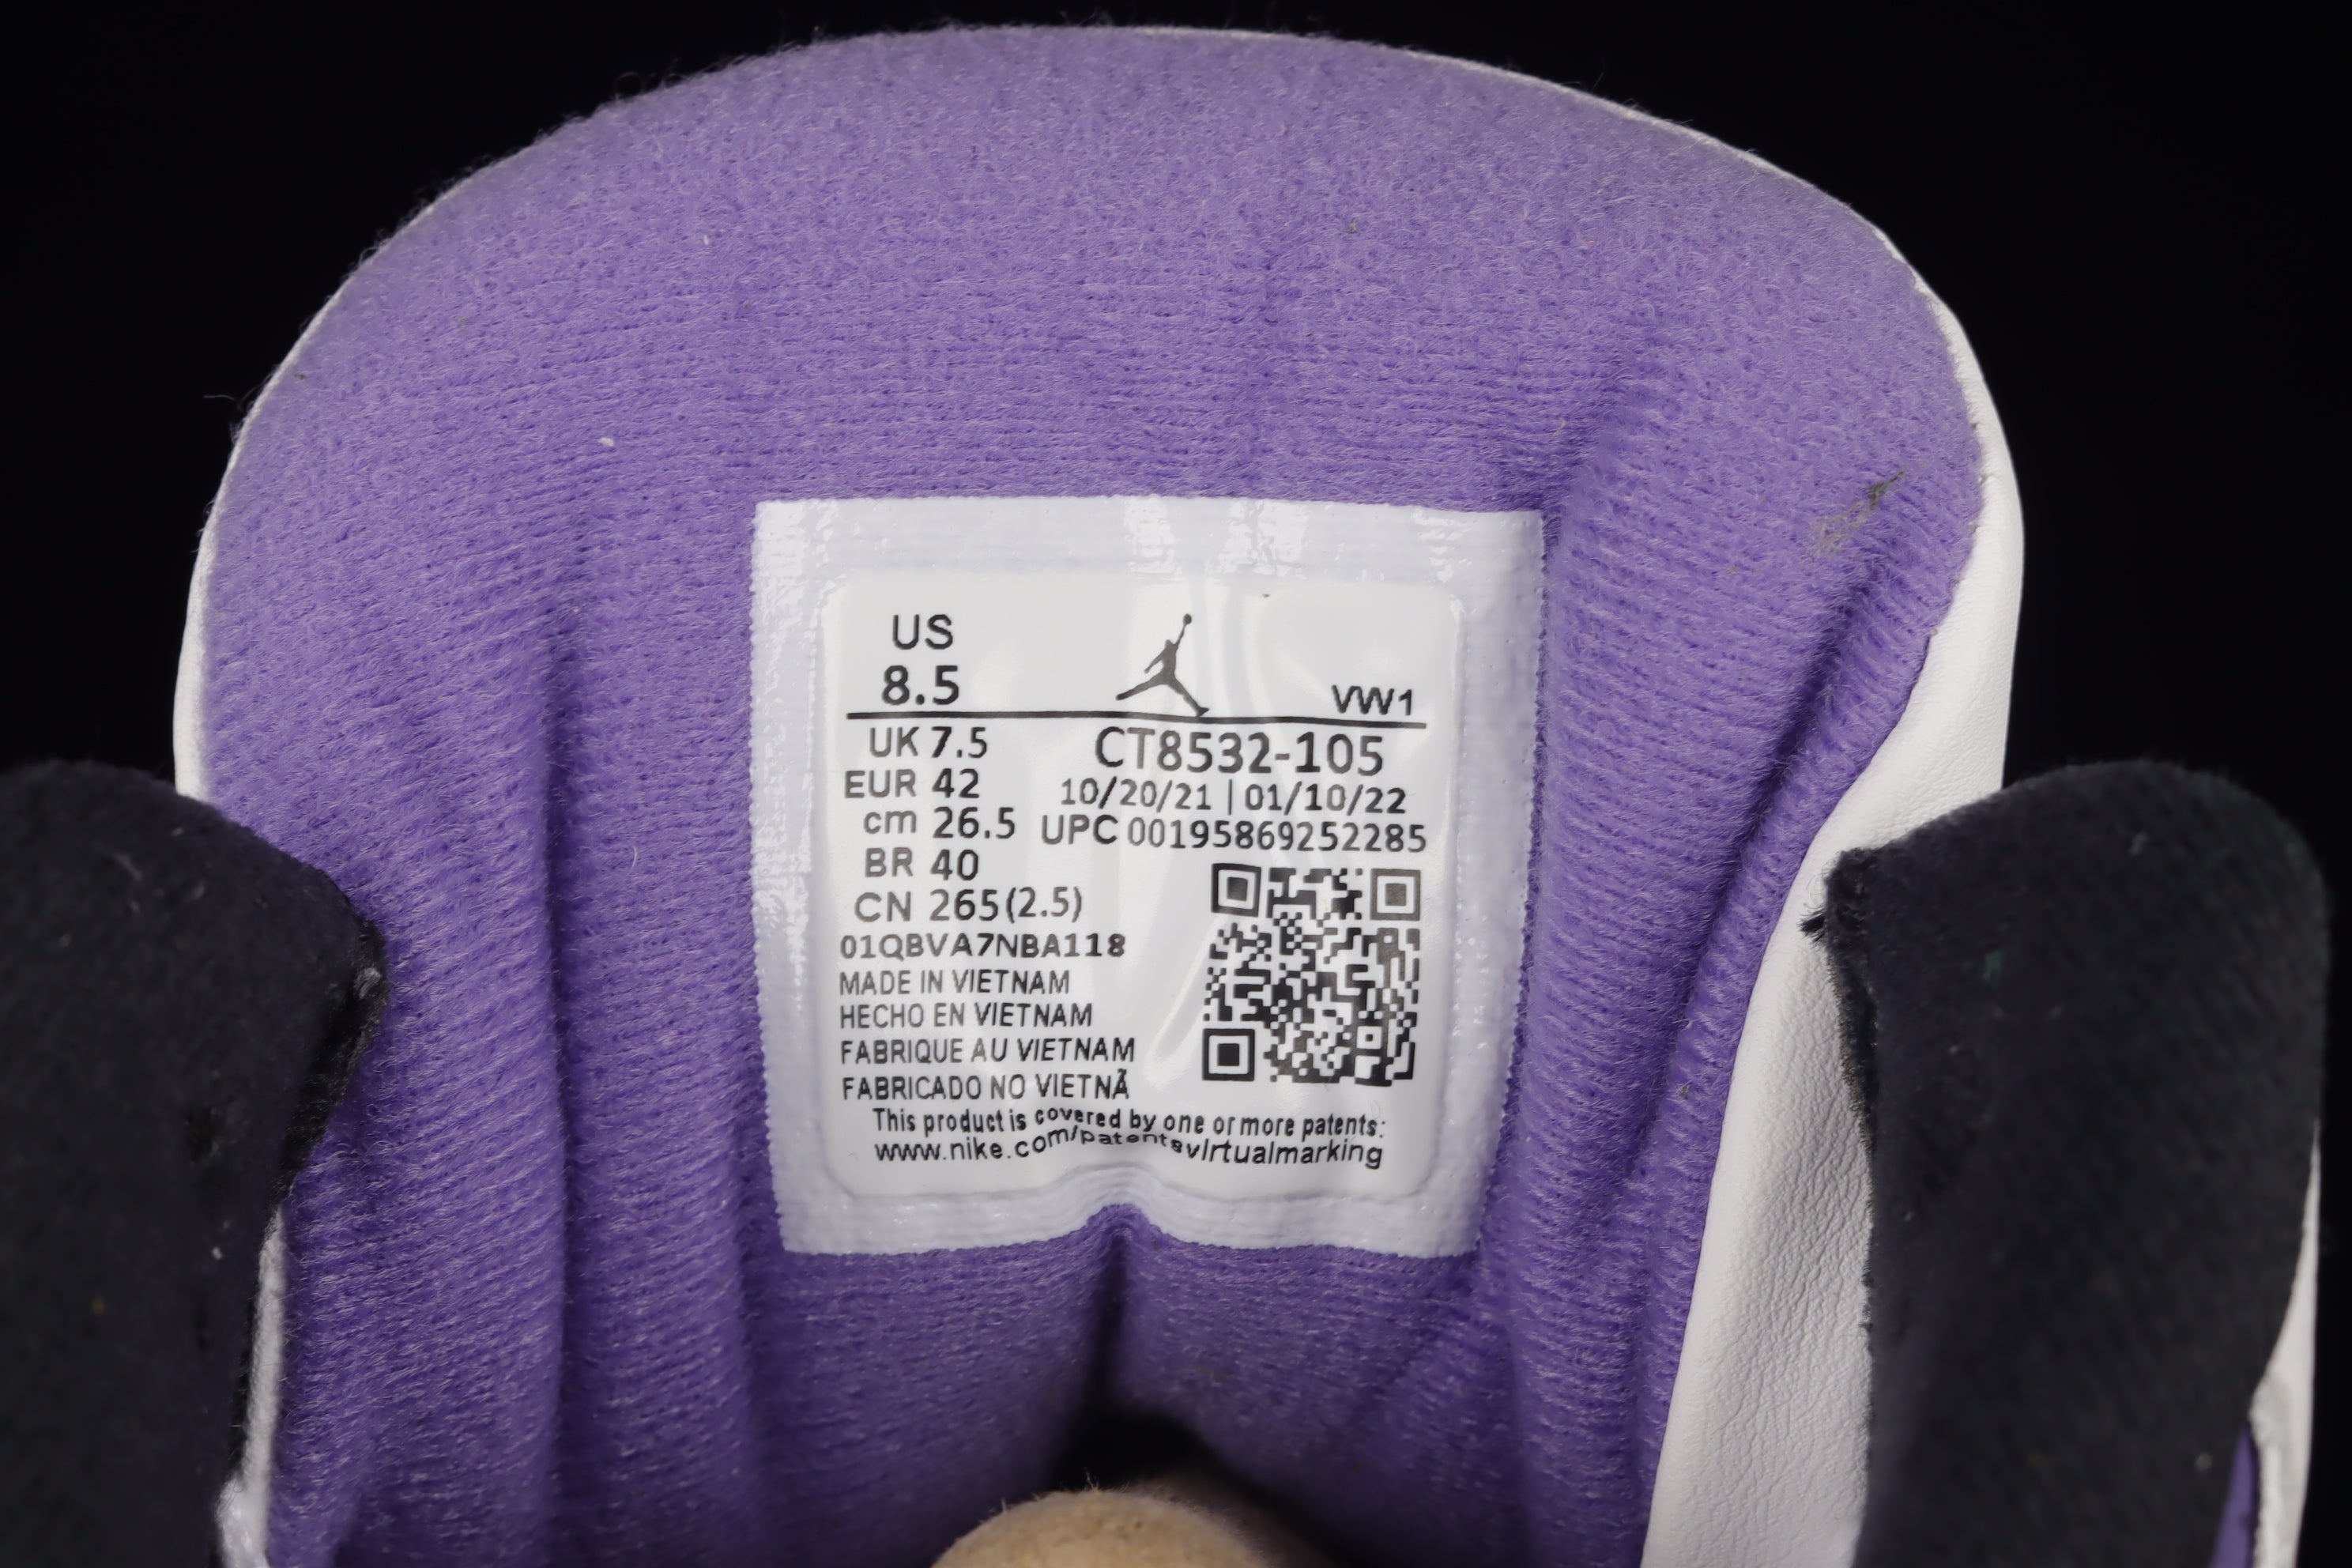 US
8.5
VW1
UK 7.5
EUR 42
cm 26.5
BR 40
CN 265(2.5)
CT8532-105
10/20/21 | 01/10/22
UPC 00195869252285
01QBVA7NBA118
MADE IN VIETNAM
HECHO EN VIETNAM
FABRIQUE AU VIETNAM
FABRICADO NO VIETNÃ
This product is covered by one or more patents:
www.nike.com/patentsvirtualmarking